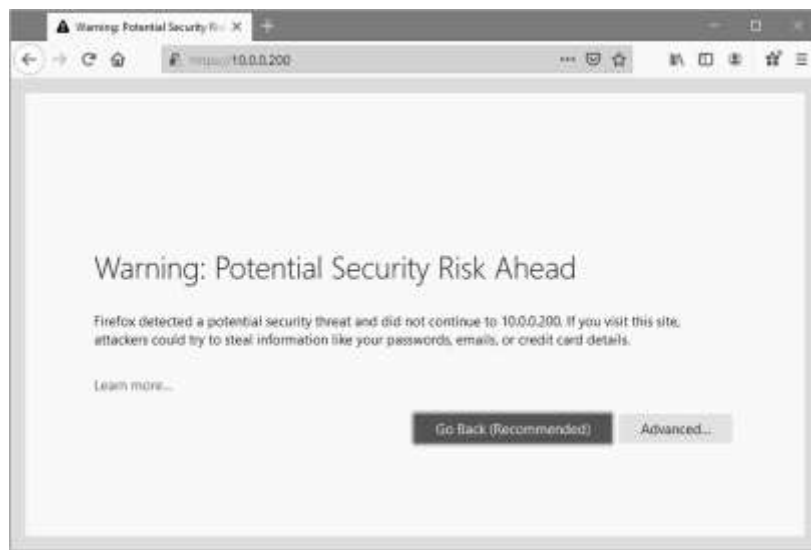 Warning: Potential Security Ri
10.0.0.200
Warning: Potential Security Risk Ahead
Firefox detected a potential security threat and did not continue to 10.0.0.200. If you visit this site,
attackers could try to steal information like your passwords, emails, or credit card details.
Learn more...
Go Back (Recommended) Advanced...